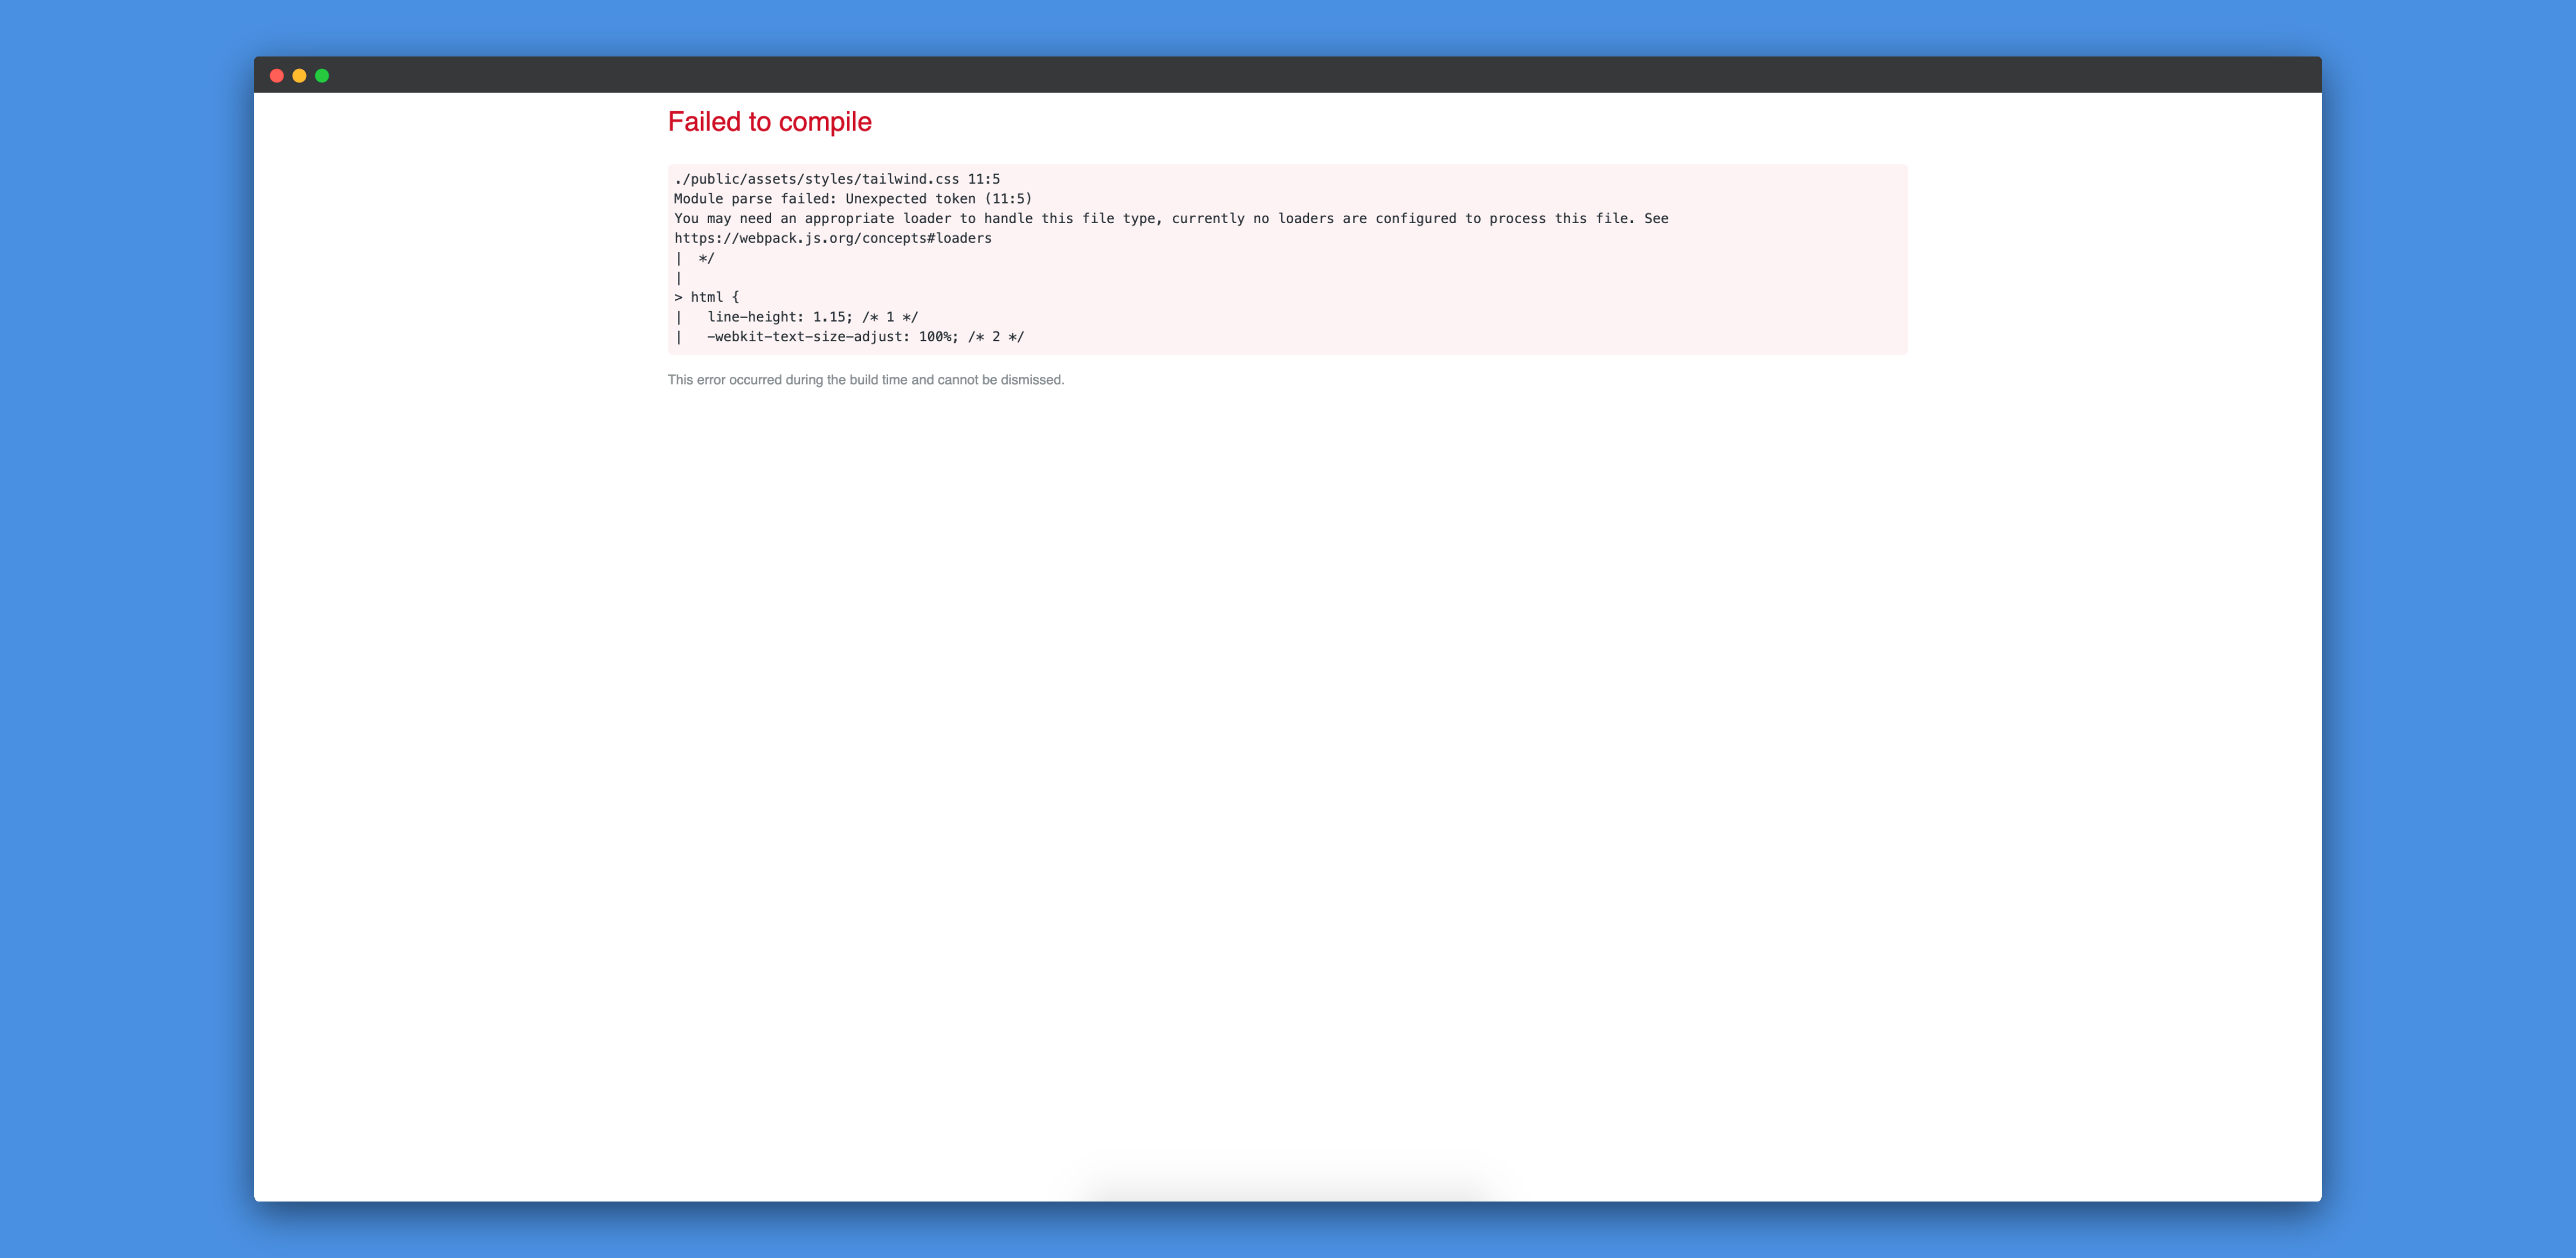 Failed to compile
./public/assets/styles/tailwind.css 11:5
Module parse failed: Unexpected token (11:5)
You may need an appropriate loader to handle this file type, currently no loaders are configured to process this file. See
https://webpack.js.org/concepts#loaders
|  */
|
> html {
|   line-height: 1.15; /* 1 */
|   -webkit-text-size-adjust: 100%; /* 2 */
This error occurred during the build time and cannot be dismissed.